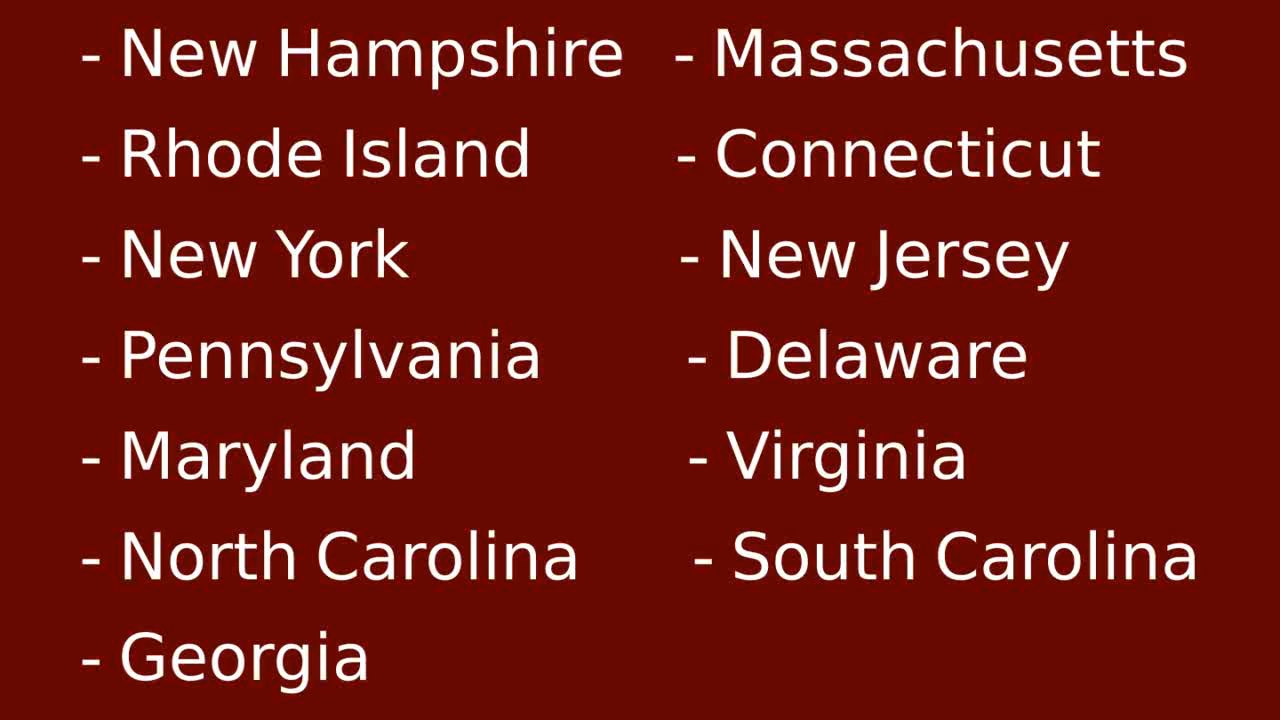 - New Hampshire - Massachusetts
- Rhode Island - Connecticut
- New York - New Jersey
- Pennsylvania - Delaware
- Maryland - Virginia
- North Carolina - South Carolina
- Georgia